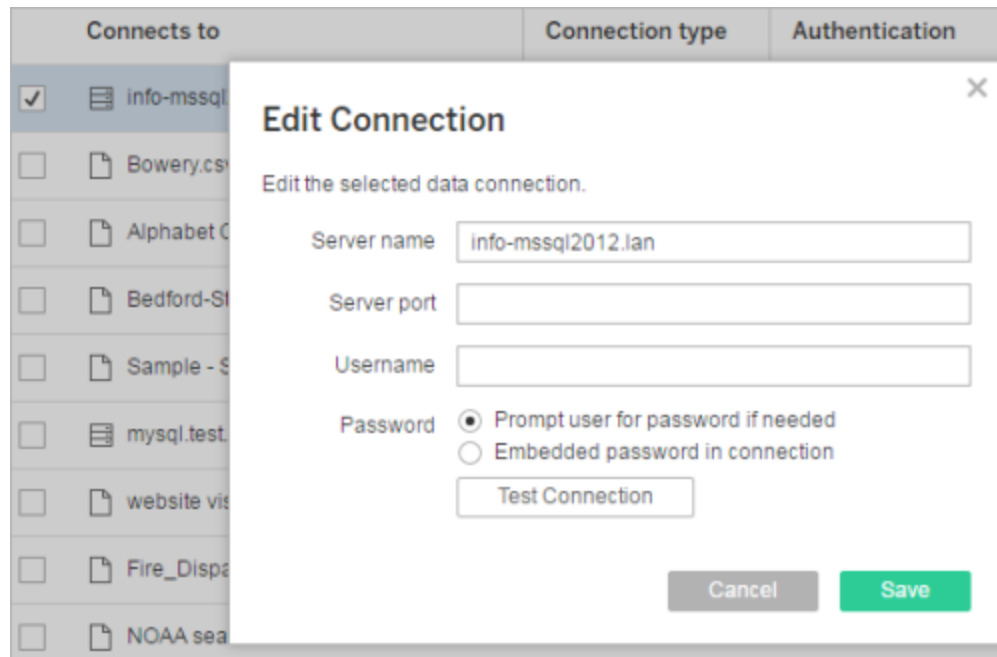 Connects to Connection type Authentication
info-mssql
Edit Connection
Bowery.cs
Edit the selected data connection.
Alphabet
Server name info-mssql2012.lan
Bedford-St
Server port
Sample - S
Username
Password Prompt user for password if needed
mysql.test.
Embedded password in connection
Test Connection
website vis
Fire_Dispa
Cancel Save
NOAA sea